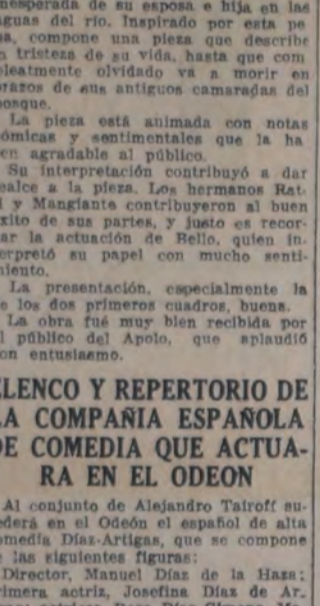 nesperada de su esposa e hija en las
aguas del río. Inspirado por esta pe
a, compone una pieza que describe
a tristeza de su vida, hasta que com
pleatmente olvidado va a morir en
brazos de sus antiguos camaradas del
bosque.
La pieza está animada con notas
cómicas y sentimentales que la ha
en agradable al público.
Su interpretación contribuyó a dar
realce a la pieza. Los hermanos Rat-
i y Mangiante contribuyeron al buen
éxito de sus partes, y justo es recor-
ar la actuación de Bello, quien in-
erpretó su papel con mucho senti-
miento.
La presentación, especialmente la
e los dos primeros cuadros, buena.
La obra fué muy bien recibida por
l público del Apolo, que aplaudió
on entusiasmo.
ELENCO Y REPERTORIO DE
LA COMPAÑIA ESPAÑOLA
DE COMEDIA QUE ACTUA-
RA EN EL ODEON
Al conjunto de Alejandro Tairoff su-
ederá en el Odeón el español de alta
omedia Díaz-Artigas, que se compone
e las siguientes figuras:
Director, Manuel Díaz de la Haza;
rimera actriz, Josefina Díaz de Ar-